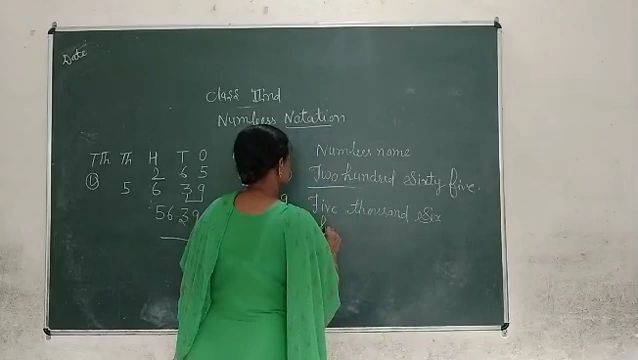 Date
Class IInd
Numbers Notation
TTh Th H T O Number name
2 6 5 Two hundred Sixty five.
5 6 3 9 9 Five thousand Six
5639